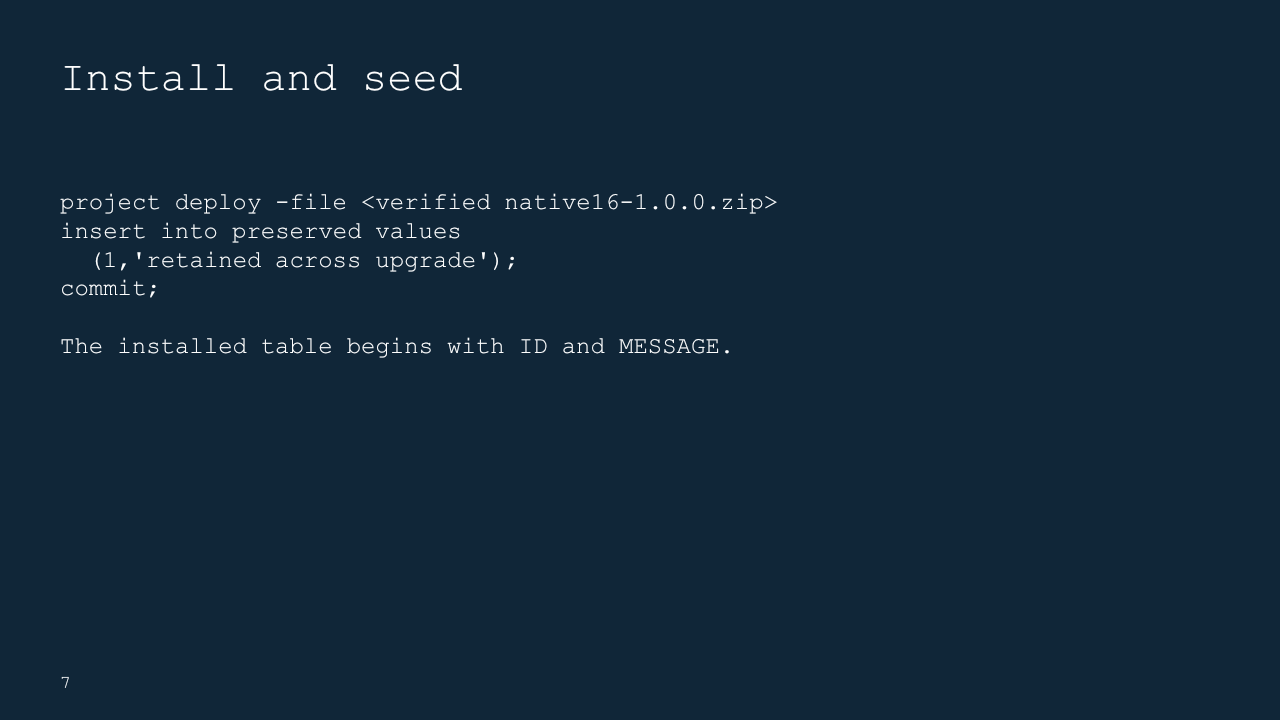 Install and seed
project deploy -file <verified native16-1.0.0.zip>
insert into preserved values
  (1,'retained across upgrade');
commit;
The installed table begins with ID and MESSAGE.
7